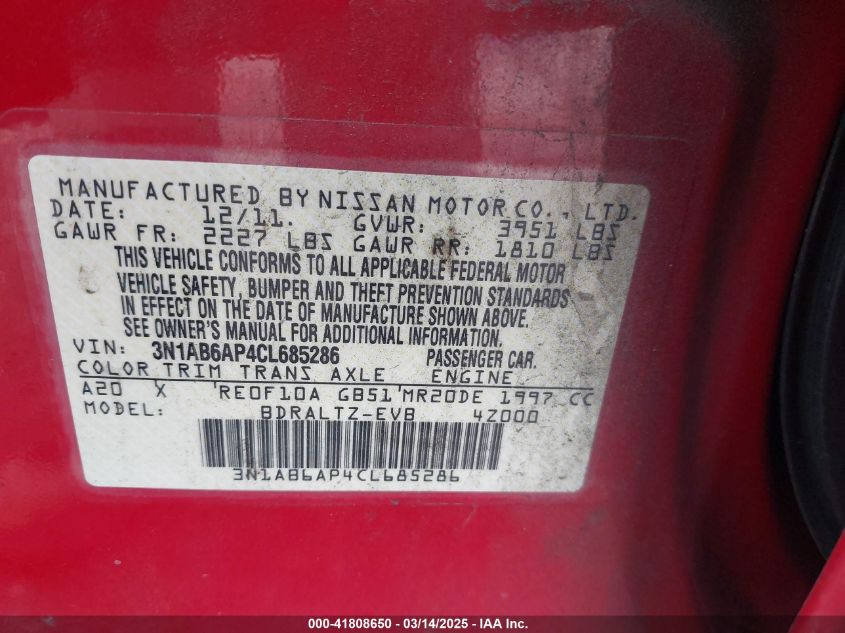 MANUFACTURED BY NISSAN MOTOR CO., LTD.
DATE: 12/11. GVWR: 3951 LBS
GAWR FR: 2227 LBS GAWR RR: 1810 LBS
THIS VEHICLE CONFORMS TO ALL APPLICABLE FEDERAL MOTOR
VEHICLE SAFETY, BUMPER AND THEFT PREVENTION STANDARDS
IN EFFECT ON THE DATE OF MANUFACTURE SHOWN ABOVE.
SEE OWNER'S MANUAL FOR ADDITIONAL INFORMATION.
VIN: 3N1AB6AP4CL685286 PASSENGER CAR.
COLOR TRIM TRANS AXLE ENGINE
A20 X RE0F10A GB51 MR20DE 1997 CC
MODEL: BDRALTZ-EVB 4Z000
3N1AB6AP4CL685286
000-41808650 - 03/14/2025 - IAA Inc.